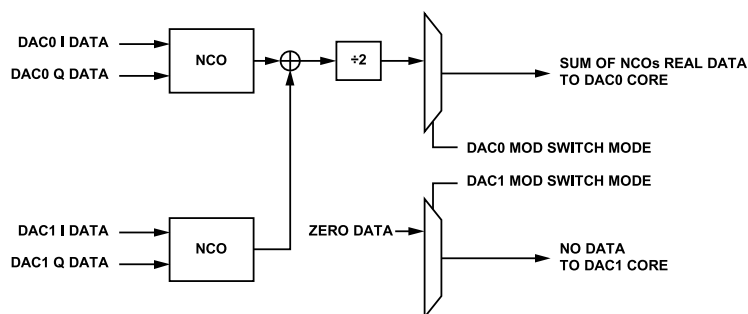 DAC0 I DATA
DAC0 Q DATA
NCO
÷2
SUM OF NCOs REAL DATA
TO DAC0 CORE
DAC0 MOD SWITCH MODE
DAC1 MOD SWITCH MODE
DAC1 I DATA
DAC1 Q DATA
NCO
ZERO DATA
NO DATA
TO DAC1 CORE